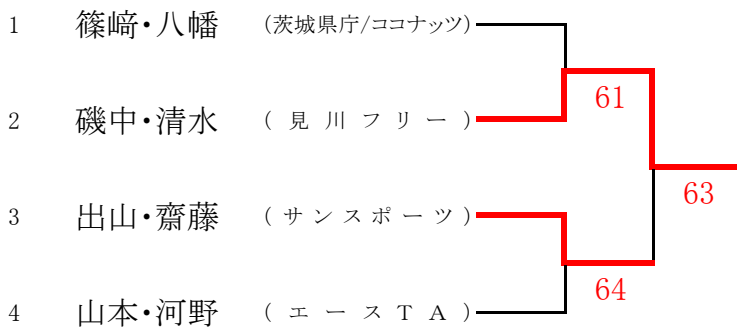 1 篠﨑・八幡 (茨城県庁/ココナッツ)
61
2 磯中・清水 (見川フリー)
63
3 出山・齋藤 (サンスポーツ)
64
4 山本・河野 (エースTA)